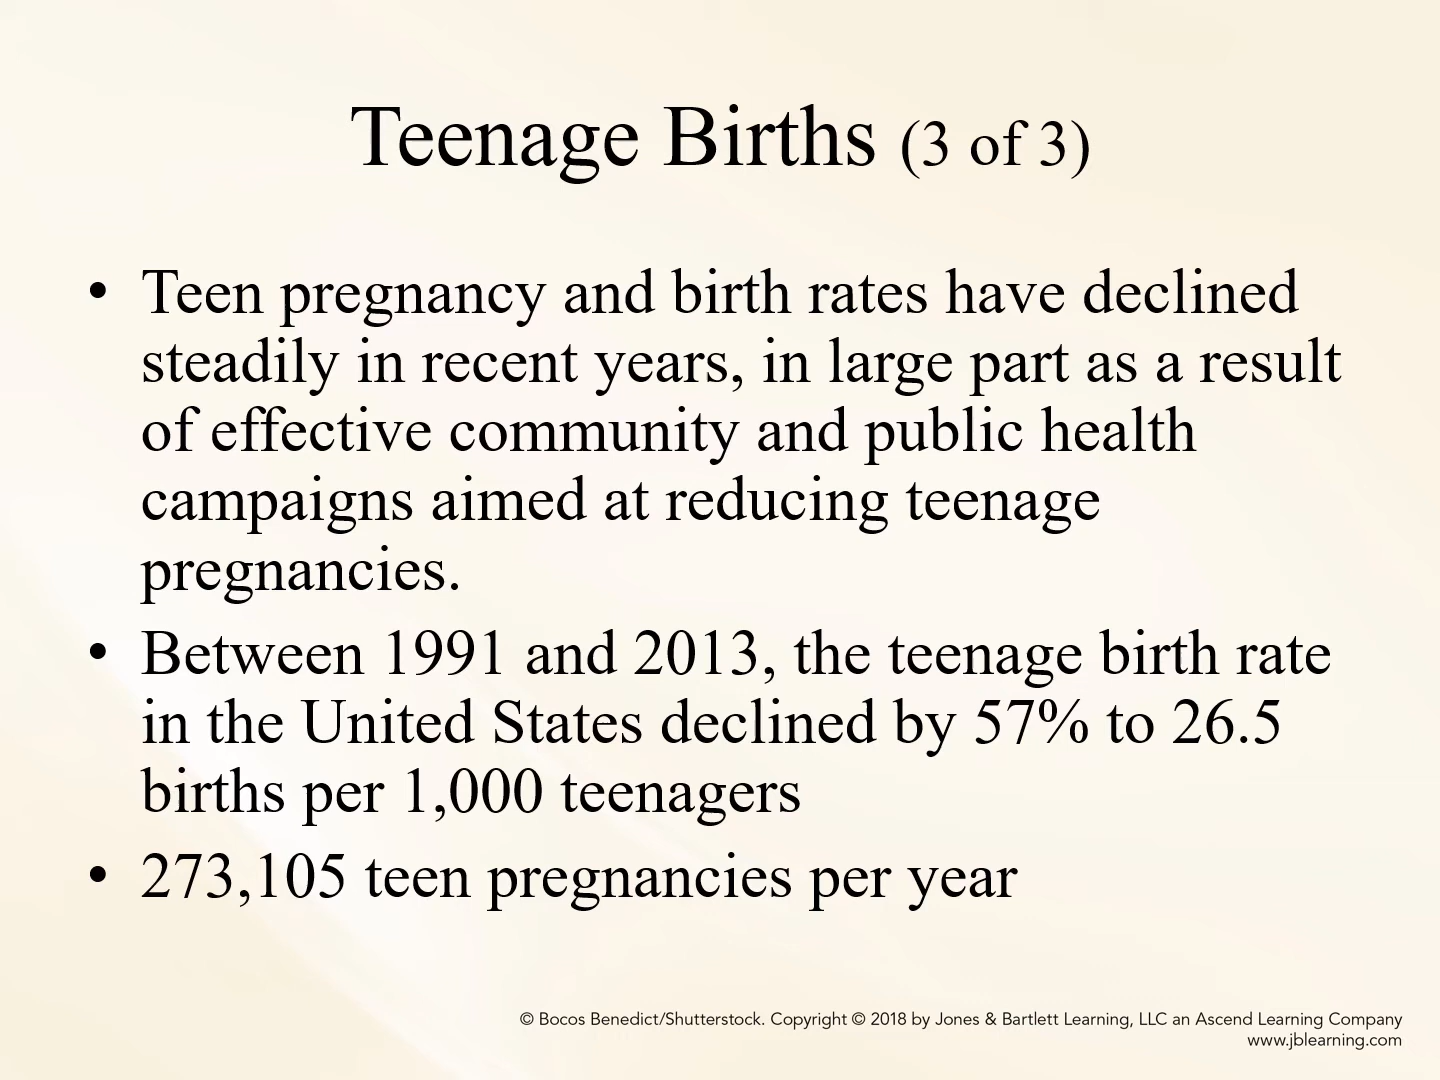 Teenage Births (3 of 3)
• Teen pregnancy and birth rates have declined
steadily in recent years, in large part as a result
of effective community and public health
campaigns aimed at reducing teenage
pregnancies.
• Between 1991 and 2013, the teenage birth rate
in the United States declined by 57% to 26.5
births per 1,000 teenagers
• 273,105 teen pregnancies per year
© Bocos Benedict/Shutterstock. Copyright © 2018 by Jones & Bartlett Learning, LLC an Ascend Learning Company
www.jblearning.com